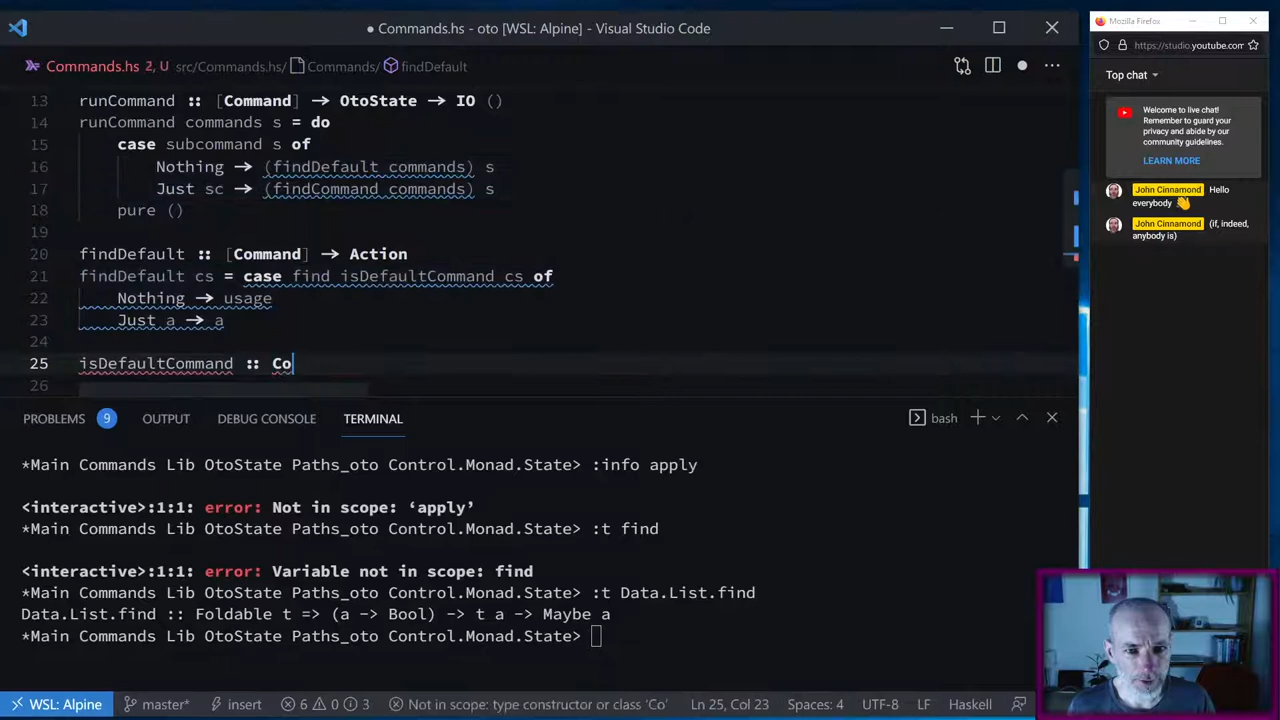 ● Commands.hs - oto [WSL: Alpine] - Visual Studio Code
Commands.hs 2, U src/Commands.hs/ Commands/ findDefault
13 runCommand :: [Command] → OtoState → IO ()
14 runCommand commands s = do
15 case subcommand s of
16 Nothing → (findDefault commands) s
17 Just sc → (findCommand commands) s
18 pure ()
19
20 findDefault :: [Command] → Action
21 findDefault cs = case find isDefaultCommand cs of
22 Nothing → usage
23 Just a → a
24
25 isDefaultCommand :: Co
26
PROBLEMS 9 OUTPUT DEBUG CONSOLE TERMINAL bash
*Main Commands Lib OtoState Paths_oto Control.Monad.State> :info apply
<interactive>:1:1: error: Not in scope: ‘apply’
*Main Commands Lib OtoState Paths_oto Control.Monad.State> :t find
<interactive>:1:1: error: Variable not in scope: find
*Main Commands Lib OtoState Paths_oto Control.Monad.State> :t Data.List.find
Data.List.find :: Foldable t => (a -> Bool) -> t a -> Maybe a
*Main Commands Lib OtoState Paths_oto Control.Monad.State>
WSL: Alpine master* insert 6 0 3 Not in scope: type constructor or class ‘Co’ Ln 25, Col 23 Spaces: 4 UTF-8 LF Haskell
Mozilla Firefox
https://studio.youtube.com
Top chat
Welcome to live chat!
Remember to guard your
privacy and abide by our
community guidelines.
LEARN MORE
John Cinnamond Hello
everybody 👋
John Cinnamond (if, indeed,
anybody is)